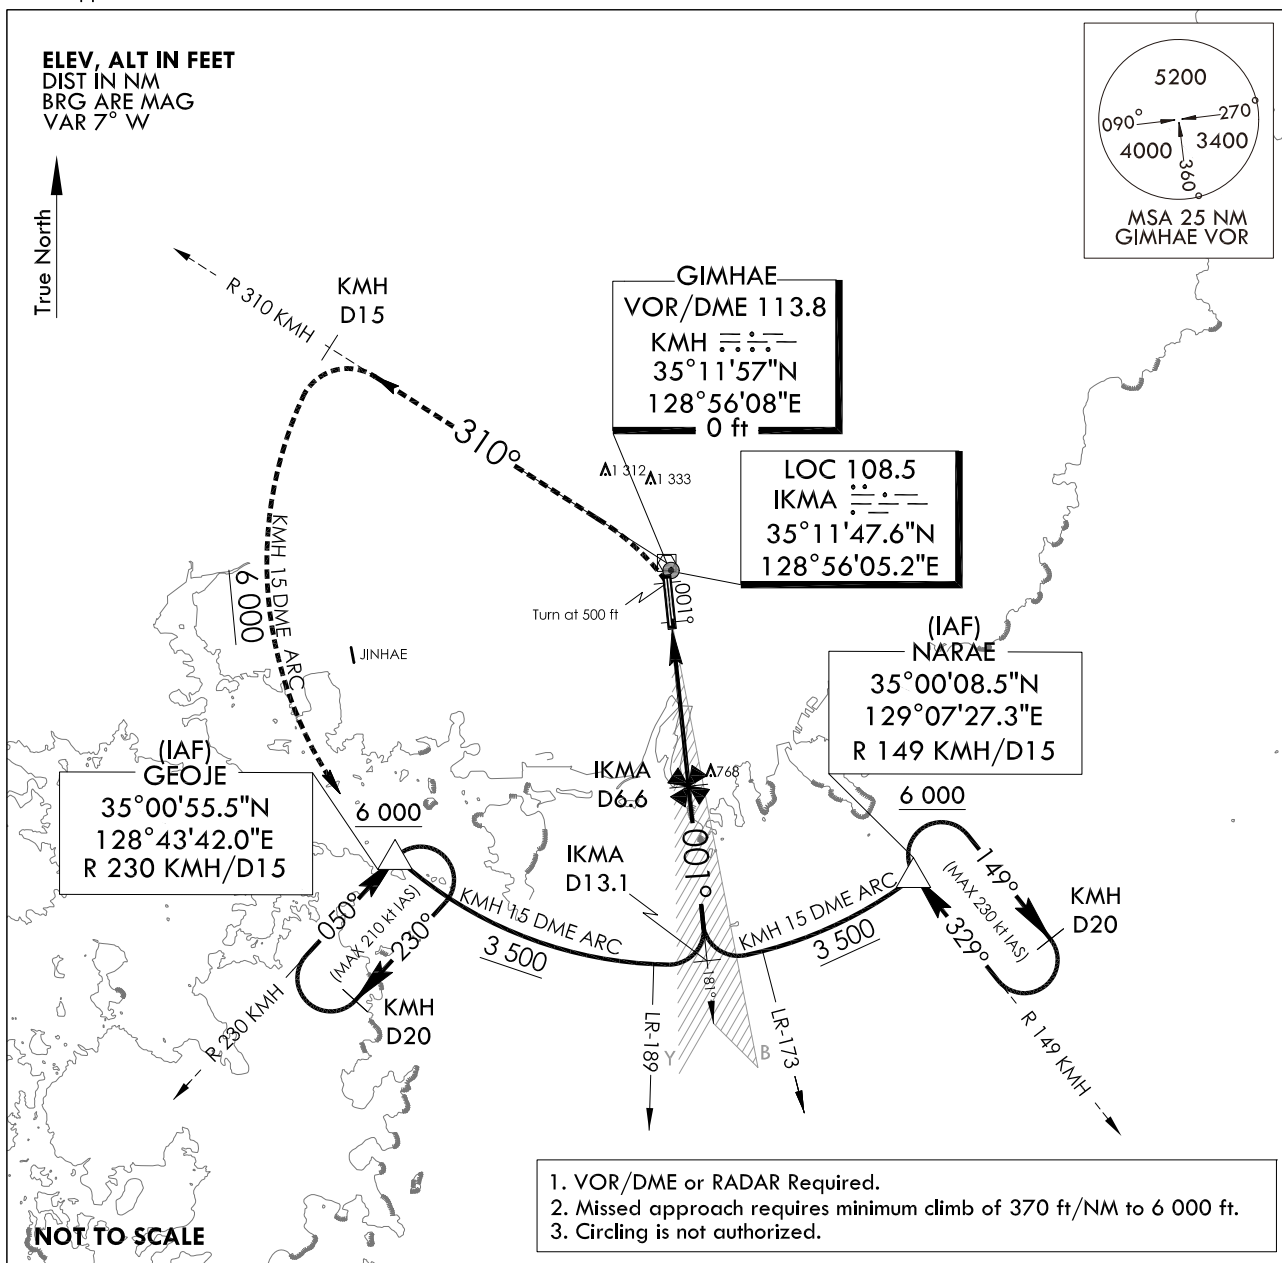 ELEV, ALT IN FEET
DIST IN NM
BRG ARE MAG
VAR 7° W
True North
5200
090°
270°
4000
3400
360°
MSA 25 NM
GIMHAE VOR
R 310 KMH
KMH
D15
310°
GIMHAE
VOR/DME 113.8
KMH
35°11'57"N
128°56'08"E
0 ft
1 312
1 333
LOC 108.5
IKMA
35°11'47.6"N
128°56'05.2"E
Turn at 500 ft
001°
KMH 15 DME ARC
6 000
JINHAE
(IAF)
NARAE
35°00'08.5"N
129°07'27.3"E
R 149 KMH/D15
(IAF)
GEOJE
35°00'55.5"N
128°43'42.0"E
R 230 KMH/D15
6 000
IKMA
D6.6
768
6 000
001°
IKMA
D13.1
050°
(MAX 210 kt IAS)
230°
KMH 15 DME ARC
3 500
KMH 15 DME ARC
3 500
149°
(MAX 230 kt IAS)
329°
KMH
D20
KMH
D20
181°
R 230 KMH
LR-189
Y
B
LR-173
R 149 KMH
1. VOR/DME or RADAR Required.
2. Missed approach requires minimum climb of 370 ft/NM to 6 000 ft.
3. Circling is not authorized.
NOT TO SCALE